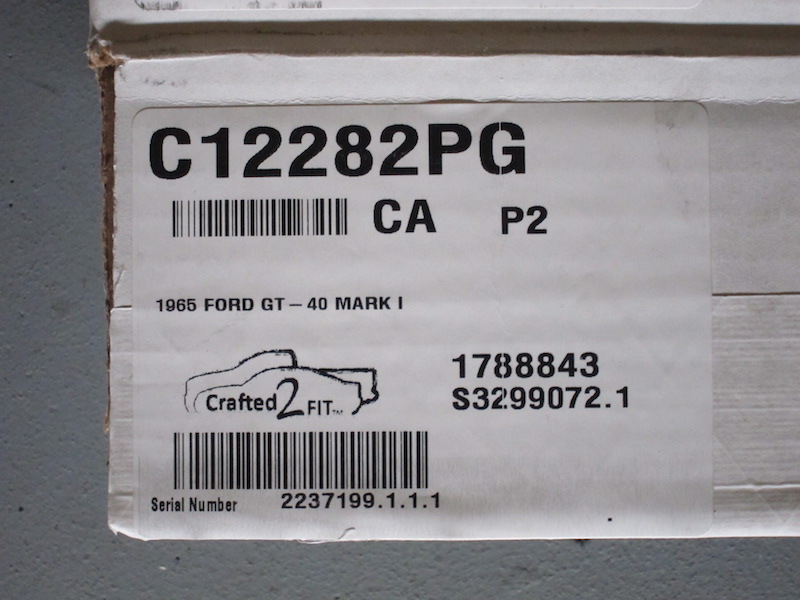 C12282PG
CA P2
1965 FORD GT – 40 MARK I
1788843
S3299072.1
Crafted 2 FIT™
Serial Number 2237199.1.1.1